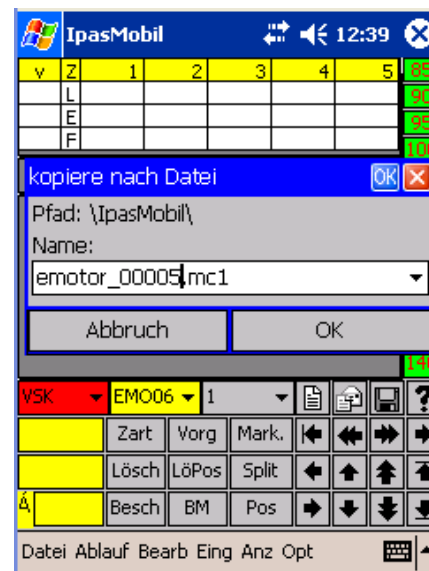 IpasMobil 12:39
v Z 1 2 3 4 5 85
L 90
E 95
F 100
kopiere nach Datei OK
Pfad: \IpasMobil\
Name:
emotor_00005.mc1
Abbruch OK
140
VSK EMO06 1 ?
Zart Vorg Mark.
Lösch LöPos Split
Á Besch BM Pos
Datei Ablauf Bearb Eing Anz Opt